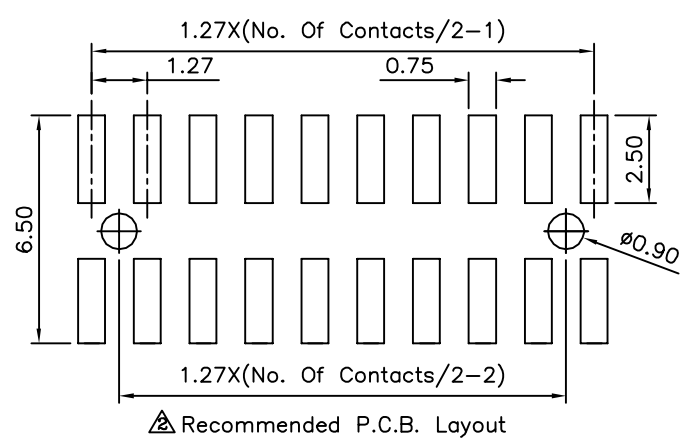 1.27X(No. Of Contacts/2-1)
1.27
0.75
2.50
6.50
ø0.90
1.27X(No. Of Contacts/2-2)
2 Recommended P.C.B. Layout